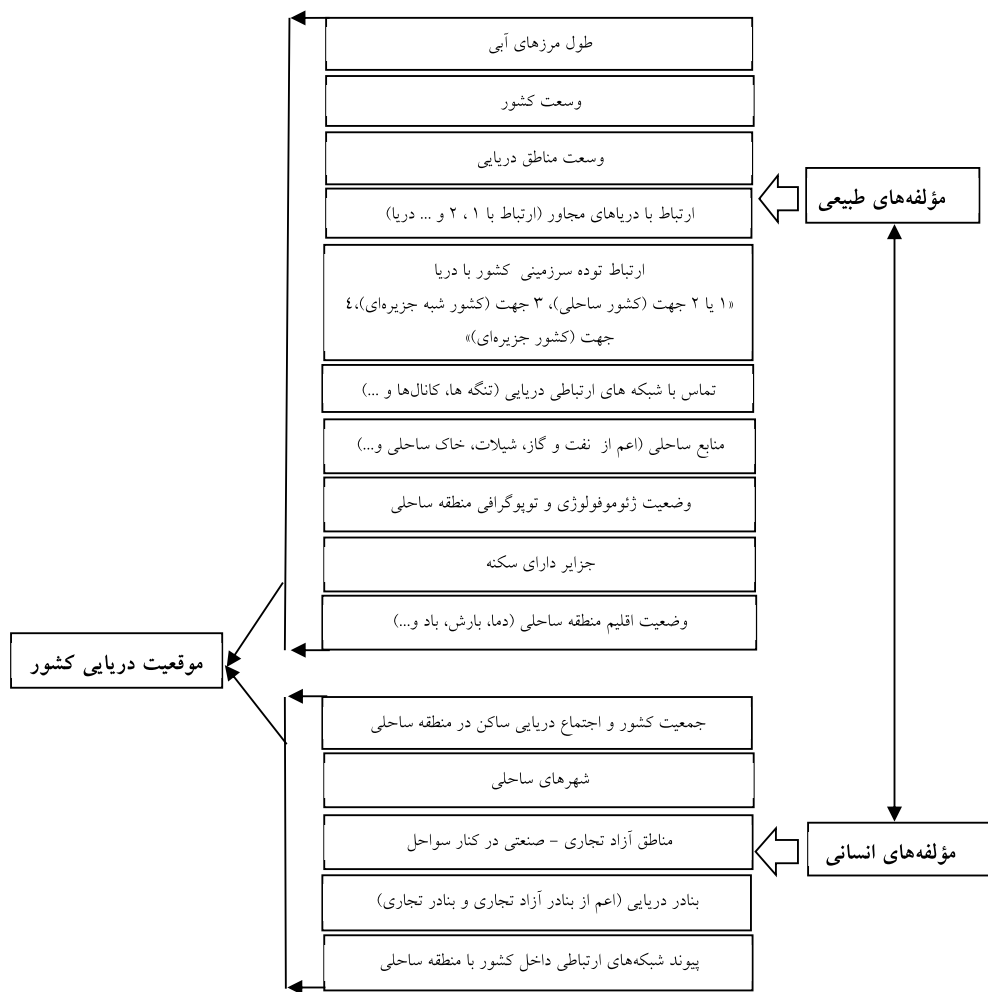 طول مرزهای آبی
وسعت کشور
وسعت مناطق دریایی
مؤلفه‌های طبیعی
ارتباط با دریاهای مجاور (ارتباط با ۱ ، ۲ و ... دریا)
ارتباط توده سرزمینی کشور با دریا
«۱ یا ۲ جهت (کشور ساحلی)، ۳ جهت (کشور شبه جزیره‌ای)،٤
جهت (کشور جزیره‌ای)»
تماس با شبکه های ارتباطی دریایی (تنگه ها، کانال‌ها و ...)
منابع ساحلی (اعم از نفت و گاز، شیلات، خاک ساحلی و...)
وضعیت ژئوموفولوژی و توپوگرافی منطقه ساحلی
جزایر دارای سکنه
وضعیت اقلیم منطقه ساحلی (دما، بارش، باد و...)
موقعیت دریایی کشور
جمعیت کشور و اجتماع دریایی ساکن در منطقه ساحلی
شهرهای ساحلی
مناطق آزاد تجاری – صنعتی در کنار سواحل
مؤلفه‌های انسانی
بنادر دریایی (اعم از بنادر آزاد تجاری و بنادر تجاری)
پیوند شبکه‌های ارتباطی داخل کشور با منطقه ساحلی